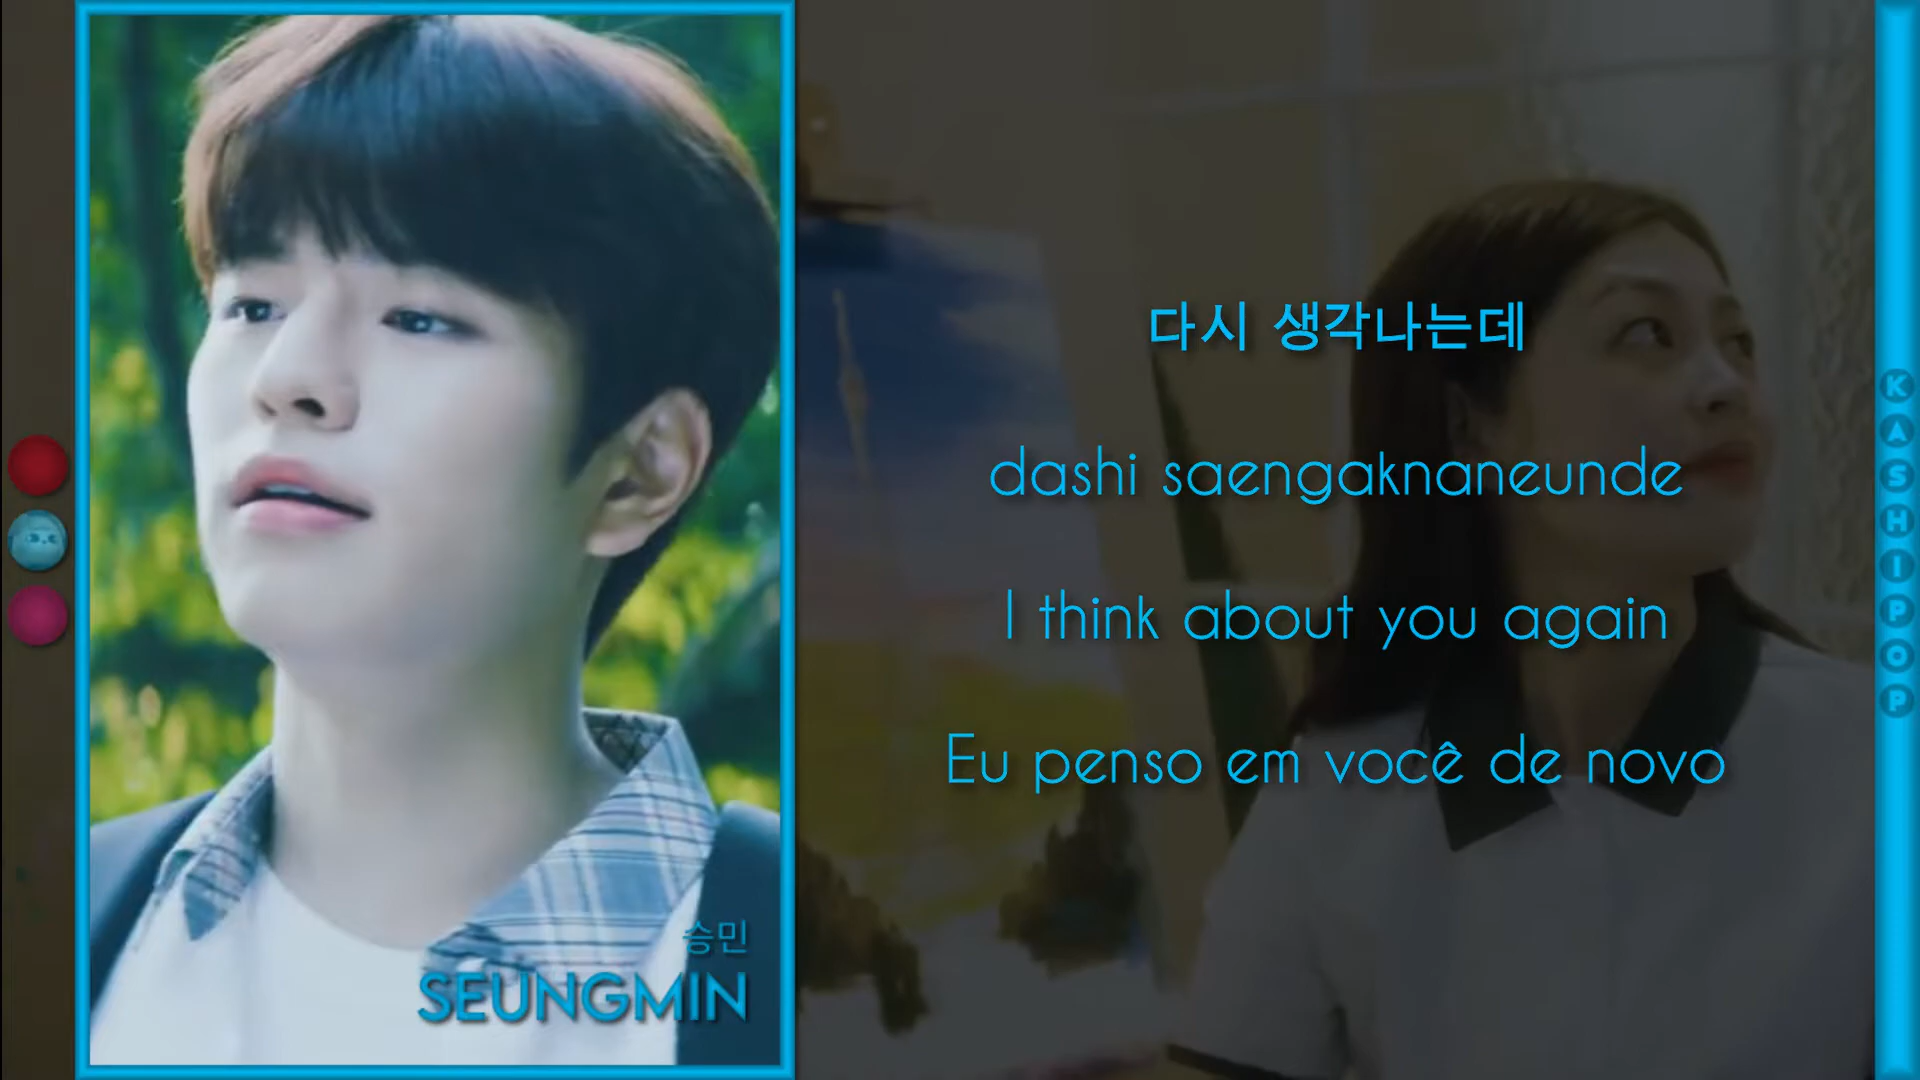 승민
SEUNGMIN
다시 생각나는데
dashi saengaknaneunde
I think about you again
Eu penso em você de novo
KASHIPOP